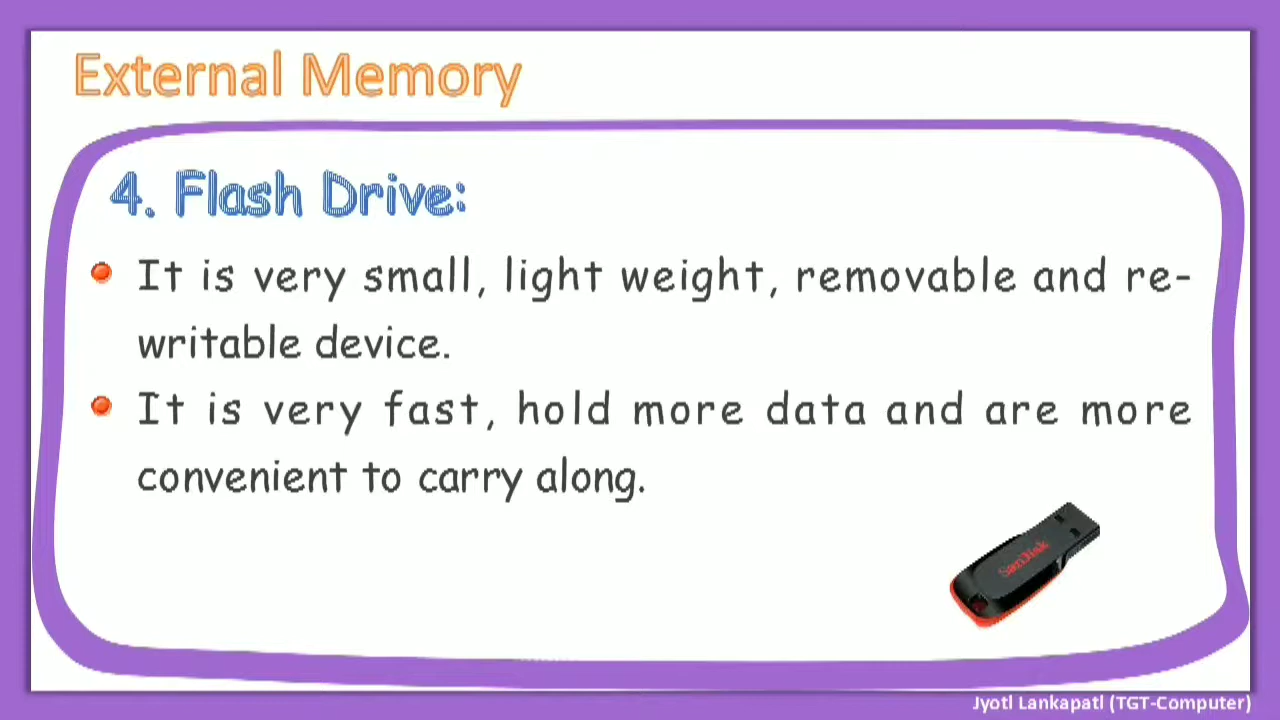 External Memory
4. Flash Drive:
It is very small, light weight, removable and re-
writable device.
It is very fast, hold more data and are more
convenient to carry along.
SanDisk
Jyoti Lankapati (TGT-Computer)